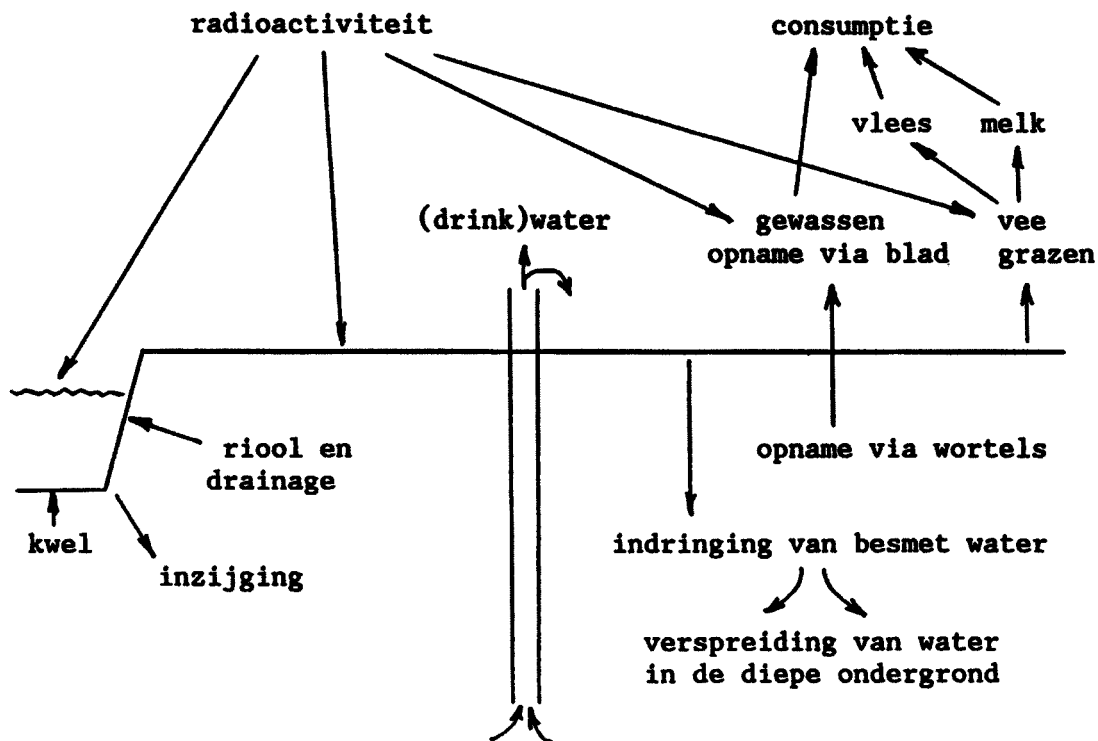 radioactiviteit
consumptie
vlees
melk
(drink)water
gewassen
opname via blad
vee
grazen
riool en
drainage
opname via wortels
kwel
inzijging
indringing van besmet water
verspreiding van water
in de diepe ondergrond